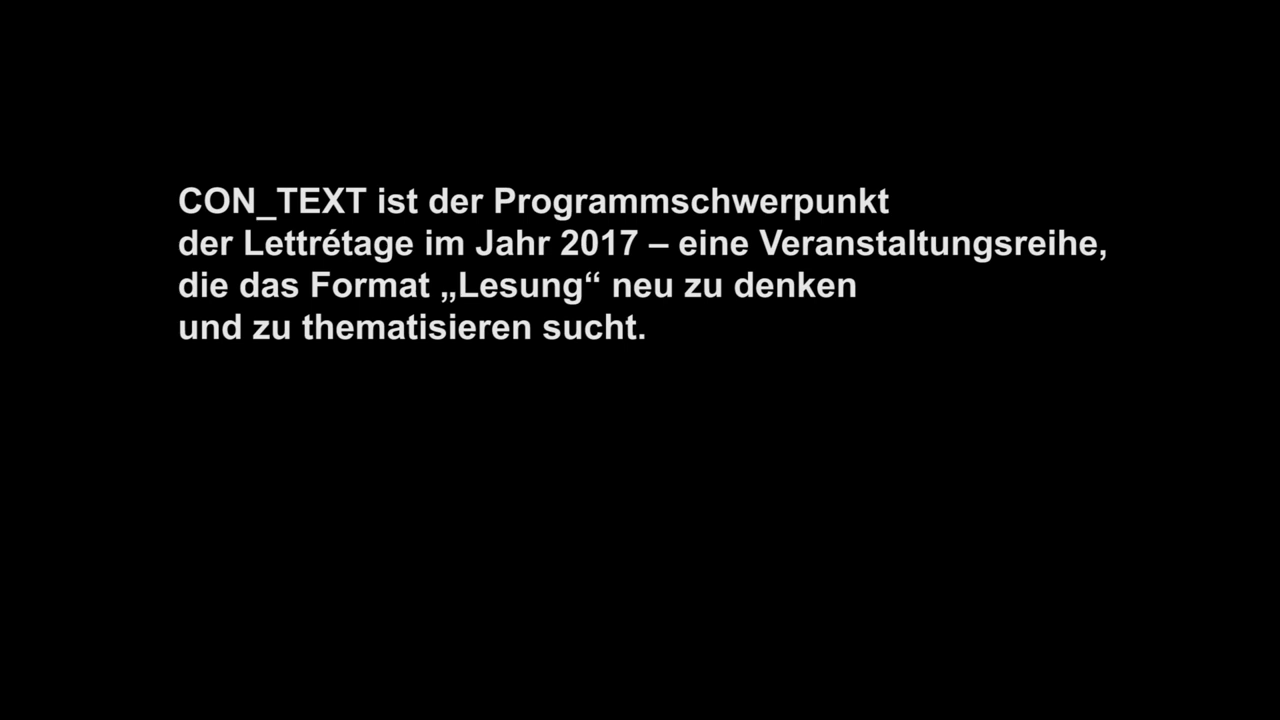 CON_TEXT ist der Programmschwerpunkt
der Lettrétage im Jahr 2017 – eine Veranstaltungsreihe,
die das Format „Lesung“ neu zu denken
und zu thematisieren sucht.